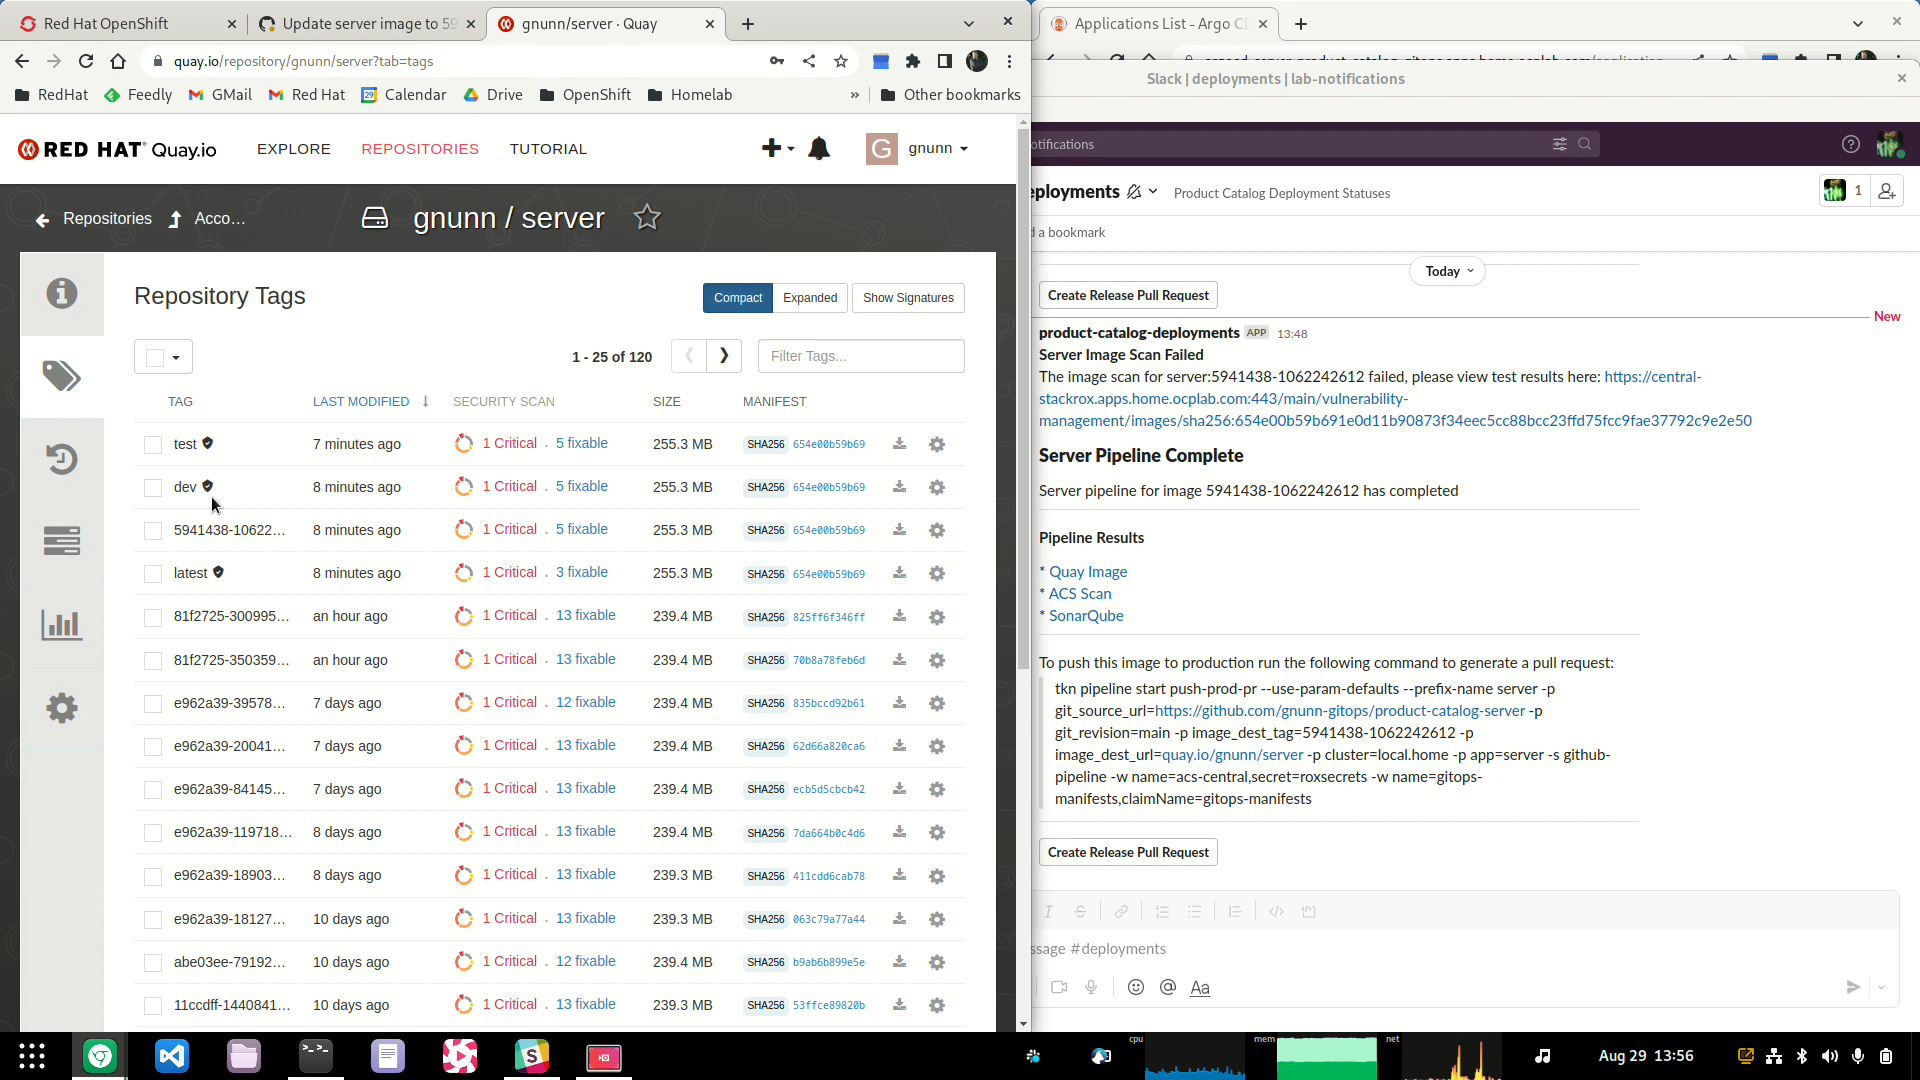 Red Hat OpenShift
Update server image to 59
gnunn/server · Quay
Applications List - Argo C
quay.io/repository/gnunn/server?tab=tags
RedHat
Feedly
GMail
Red Hat
Calendar
Drive
OpenShift
Homelab
»
Other bookmarks
Slack | deployments | lab-notifications
otifications
RED HAT Quay.io
EXPLORE
REPOSITORIES
TUTORIAL
G
gnunn
eployments
Product Catalog Deployment Statuses
1
d a bookmark
Repositories
Acco...
gnunn / server
Repository Tags
Compact
Expanded
Show Signatures
1 - 25 of 120
Filter Tags...
TAG LAST MODIFIED SECURITY SCAN SIZE MANIFEST
test 7 minutes ago 1 Critical . 5 fixable 255.3 MB SHA256 654e00b59b69
dev 8 minutes ago 1 Critical . 5 fixable 255.3 MB SHA256 654e00b59b69
5941438-10622... 8 minutes ago 1 Critical . 5 fixable 255.3 MB SHA256 654e00b59b69
latest 8 minutes ago 1 Critical . 3 fixable 255.3 MB SHA256 654e00b59b69
81f2725-300995... an hour ago 1 Critical . 13 fixable 239.4 MB SHA256 825ff6f346ff
81f2725-350359... an hour ago 1 Critical . 13 fixable 239.4 MB SHA256 70b8a78feb6d
e962a39-39578... 7 days ago 1 Critical . 12 fixable 239.4 MB SHA256 835bccd92b61
e962a39-20041... 7 days ago 1 Critical . 13 fixable 239.4 MB SHA256 62d66a820ca6
e962a39-84145... 7 days ago 1 Critical . 13 fixable 239.4 MB SHA256 ecb5d5cbcb42
e962a39-119718... 8 days ago 1 Critical . 13 fixable 239.4 MB SHA256 7da664b0c4d6
e962a39-18903... 8 days ago 1 Critical . 13 fixable 239.3 MB SHA256 411cdd6cab78
e962a39-18127... 10 days ago 1 Critical . 13 fixable 239.3 MB SHA256 063c79a77a44
abe03ee-79192... 10 days ago 1 Critical . 12 fixable 239.4 MB SHA256 b9ab6b899e5e
11ccdff-1440841... 10 days ago 1 Critical . 13 fixable 239.3 MB SHA256 53ffce89820b
Today
Create Release Pull Request
New
product-catalog-deployments APP 13:48
Server Image Scan Failed
The image scan for server:5941438-1062242612 failed, please view test results here: https://central-
stackrox.apps.home.ocplab.com:443/main/vulnerability-
management/images/sha256:654e00b59b691e0d11b90873f34eec5cc88bcc23ffd75fcc9fae37792c9e2e50
Server Pipeline Complete
Server pipeline for image 5941438-1062242612 has completed
Pipeline Results
* Quay Image
* ACS Scan
* SonarQube
To push this image to production run the following command to generate a pull request:
tkn pipeline start push-prod-pr --use-param-defaults --prefix-name server -p
git_source_url=https://github.com/gnunn-gitops/product-catalog-server -p
git_revision=main -p image_dest_tag=5941438-1062242612 -p
image_dest_url=quay.io/gnunn/server -p cluster=local.home -p app=server -s github-
pipeline -w name=acs-central,secret=roxsecrets -w name=gitops-
manifests,claimName=gitops-manifests
Create Release Pull Request
ssage #deployments
Aa
cpu
mem
net
Aug 29 13:56